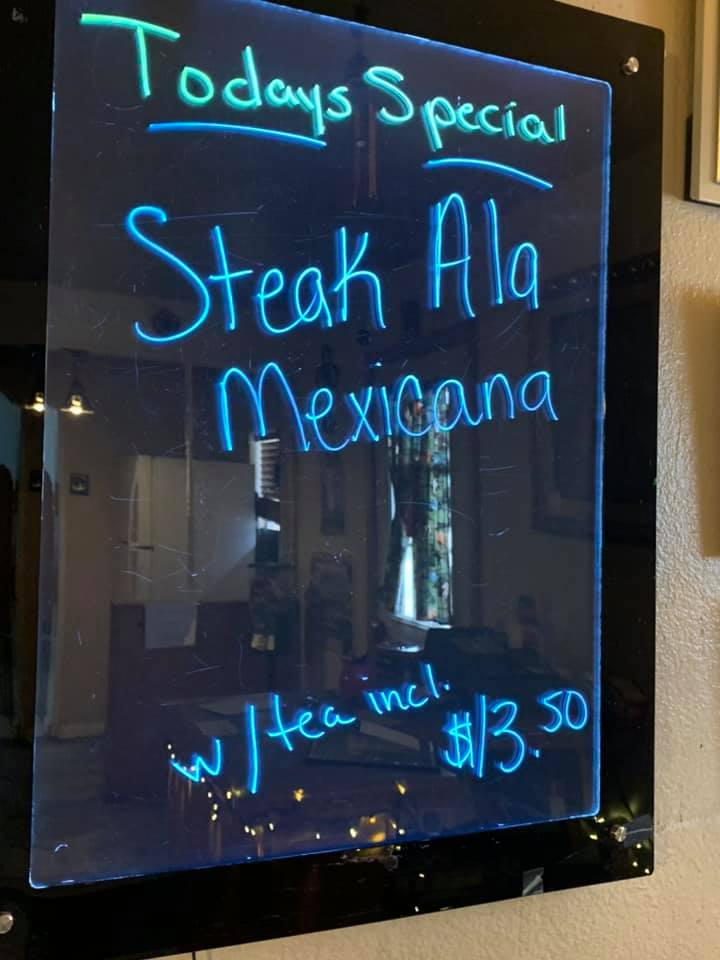 Todays Special
Steak Ala
Mexicana
w/tea incl.
$13.50